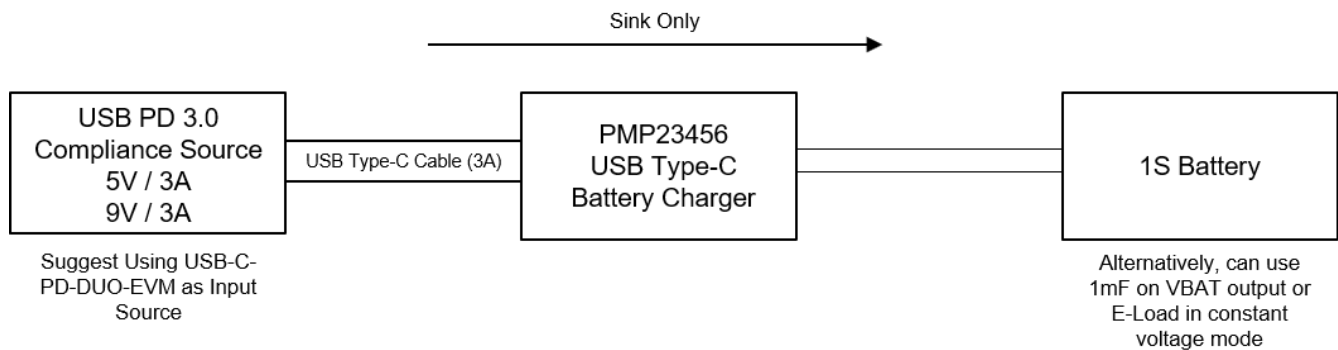 Sink Only
USB PD 3.0
Compliance Source
5V / 3A
9V / 3A
USB Type-C Cable (3A)
PMP23456
USB Type-C
Battery Charger
1S Battery
Suggest Using USB-C-
PD-DUO-EVM as Input
Source
Alternatively, can use
1mF on VBAT output or
E-Load in constant
voltage mode